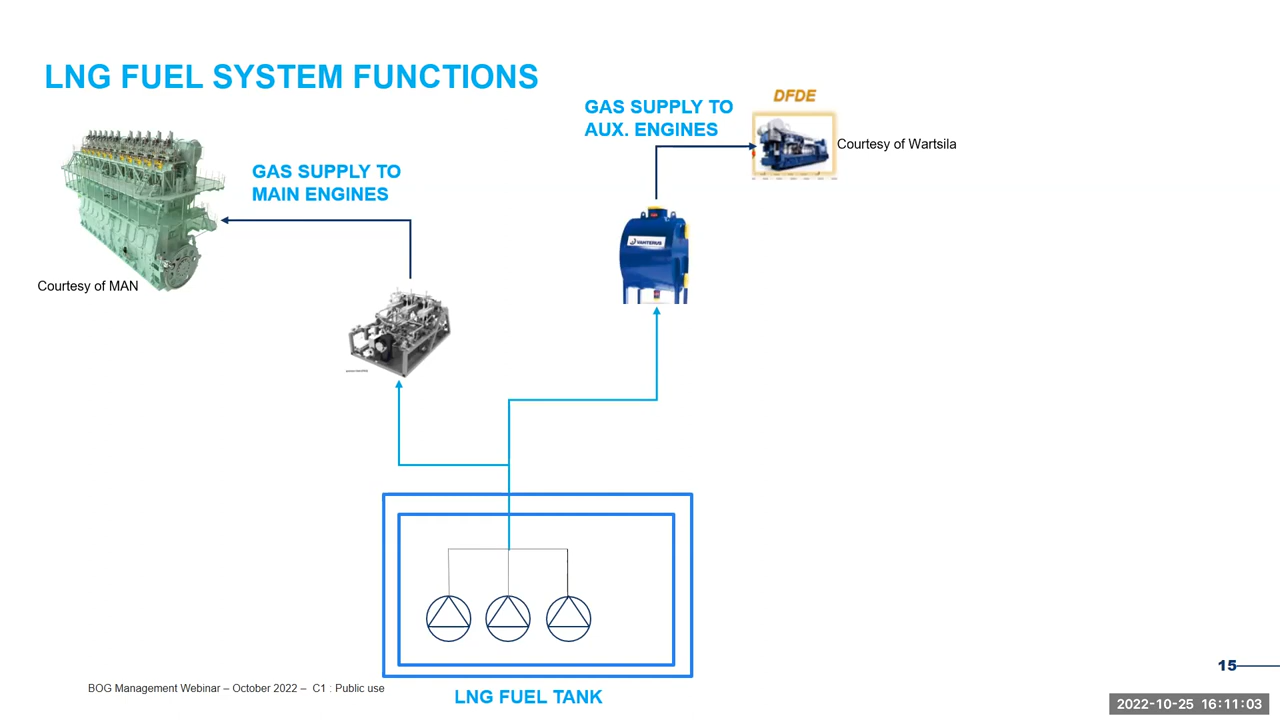 LNG FUEL SYSTEM FUNCTIONS
DFDE
GAS SUPPLY TO
AUX. ENGINES
Courtesy of Wartsila
GAS SUPPLY TO
MAIN ENGINES
VAHTERUS
Courtesy of MAN
LNG FUEL TANK
BOG Management Webinar – October 2022 – C1 : Public use
15
2022-10-25 16:11:03